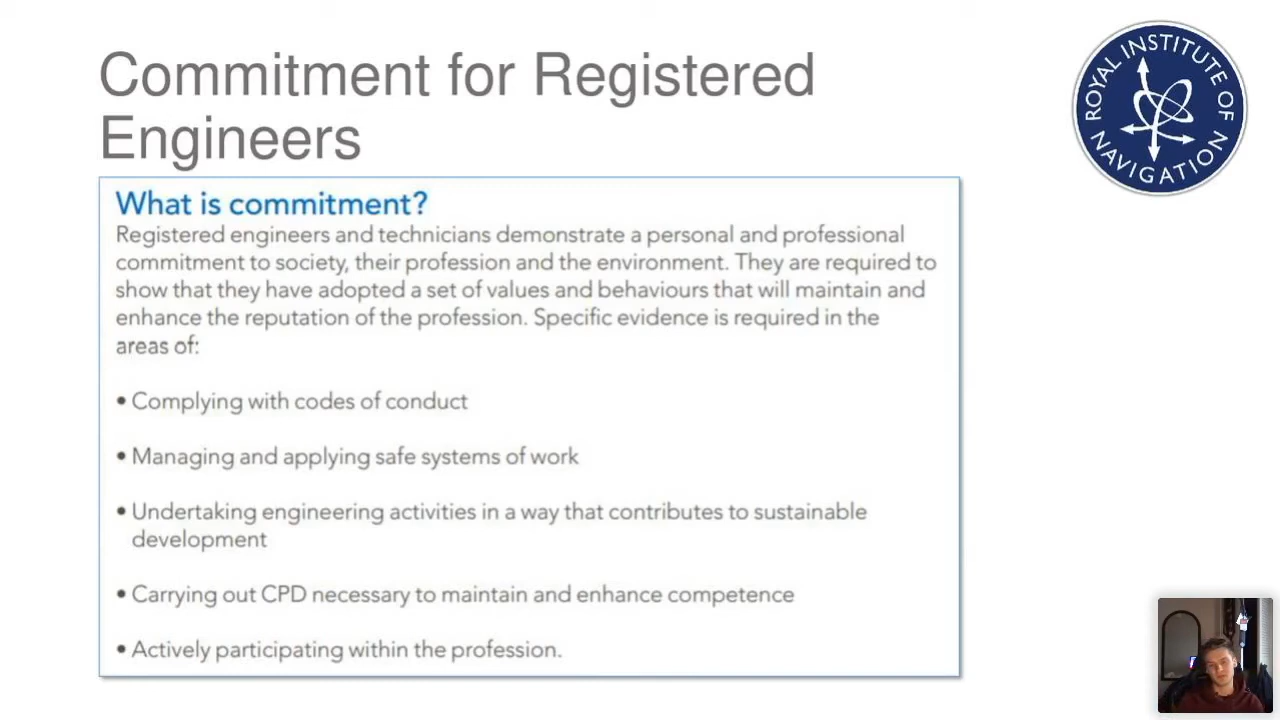 Commitment for Registered
Engineers
ROYAL INSTITUTE OF
NAVIGATION
What is commitment?
Registered engineers and technicians demonstrate a personal and professional
commitment to society, their profession and the environment. They are required to
show that they have adopted a set of values and behaviours that will maintain and
enhance the reputation of the profession. Specific evidence is required in the
areas of:
• Complying with codes of conduct
• Managing and applying safe systems of work
• Undertaking engineering activities in a way that contributes to sustainable
development
• Carrying out CPD necessary to maintain and enhance competence
• Actively participating within the profession.